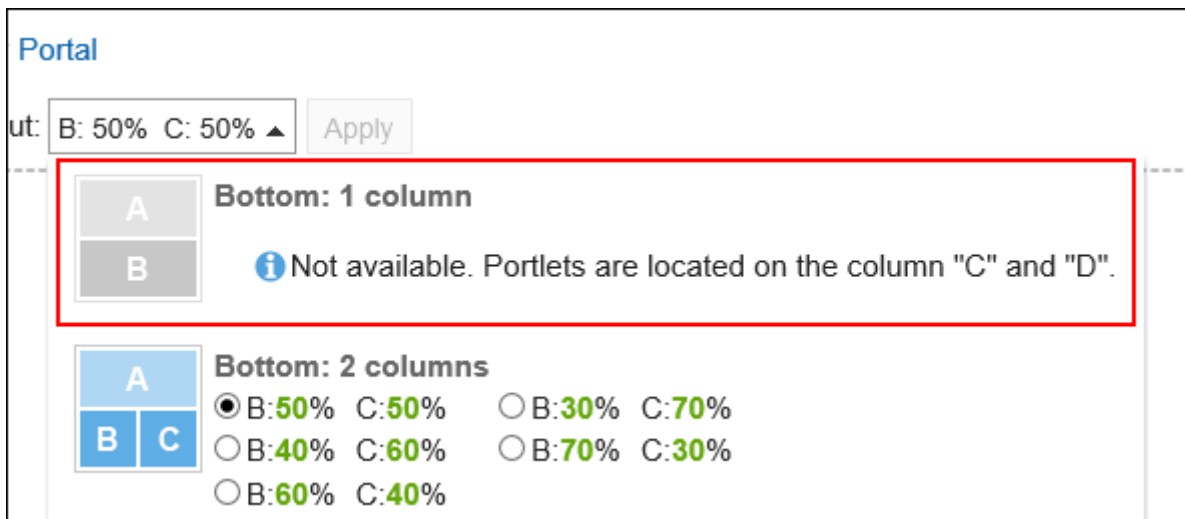 Portal
ut: B: 50% C: 50% ▲ Apply
A
Bottom: 1 column
B
Not available. Portlets are located on the column "C" and "D".
A
Bottom: 2 columns
B:50% C:50% B:30% C:70%
B C
B:40% C:60% B:70% C:30%
B:60% C:40%